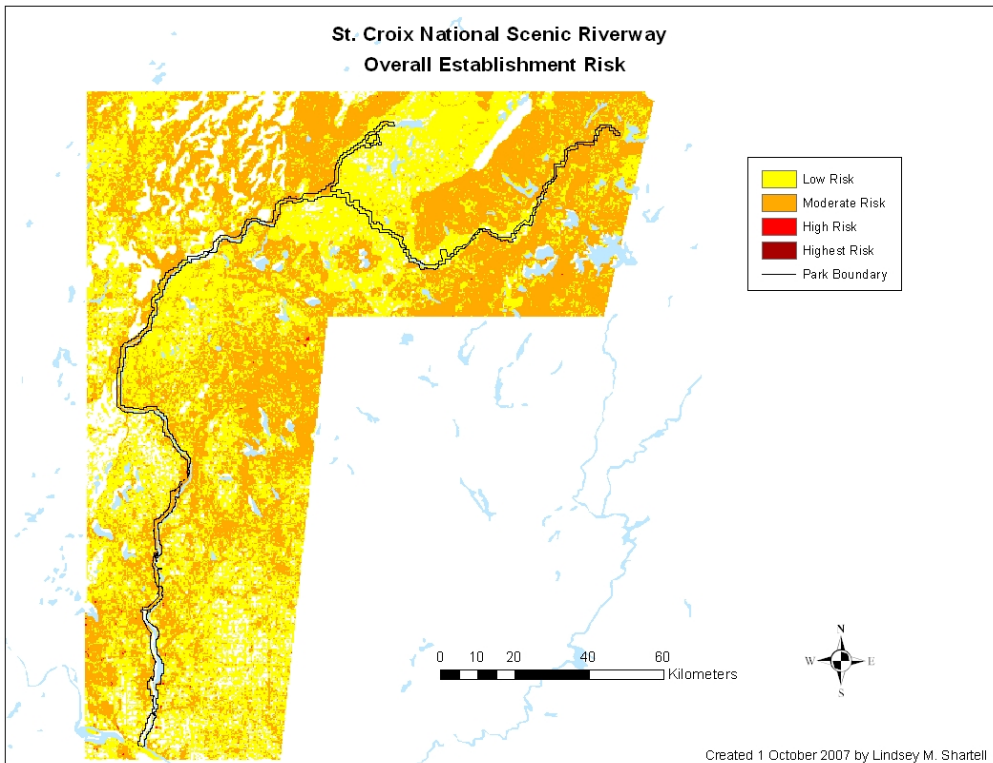 St. Croix National Scenic Riverway
Overall Establishment Risk
Low Risk
Moderate Risk
High Risk
Highest Risk
Park Boundary
0 10 20 40 60
Kilometers
N
W E
S
Created 1 October 2007 by Lindsey M. Shartell